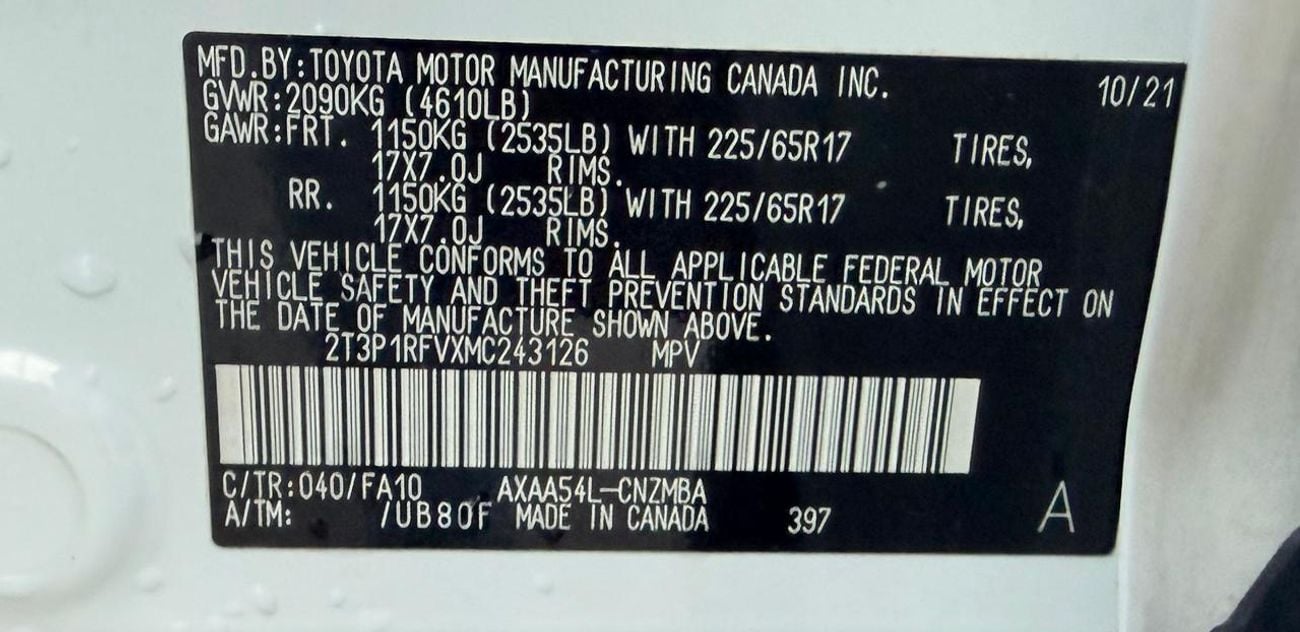 MFD.BY:TOYOTA MOTOR MANUFACTURING CANADA INC. 10/21
GVWR:2090KG (4610LB)
GAWR:FRT. 1150KG (2535LB) WITH 225/65R17 TIRES,
17X7.0J RIMS.
RR. 1150KG (2535LB) WITH 225/65R17 TIRES,
17X7.0J RIMS.
THIS VEHICLE CONFORMS TO ALL APPLICABLE FEDERAL MOTOR
VEHICLE SAFETY AND THEFT PREVENTION STANDARDS IN EFFECT ON
THE DATE OF MANUFACTURE SHOWN ABOVE.
2T3P1RFVXMC243126 MPV
C/TR:040/FA10 AXAA54L-CNZMBA
A/TM: /UB80F MADE IN CANADA 397 A